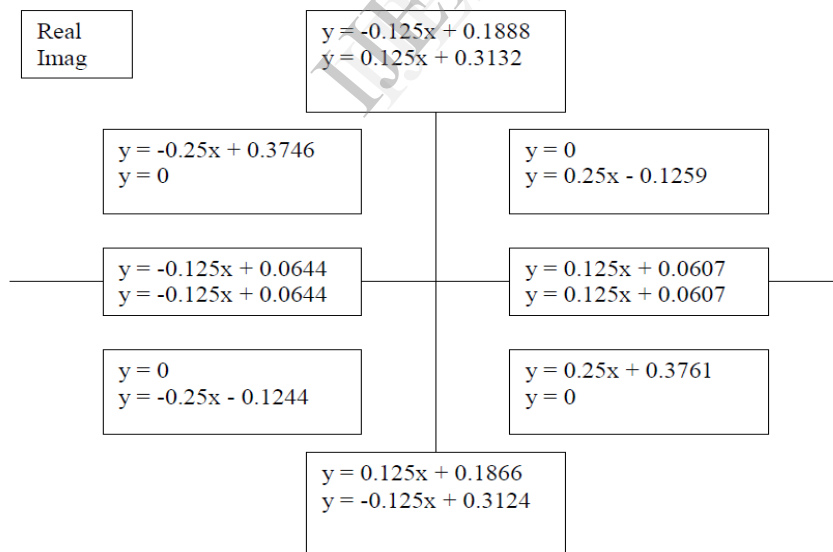 Real
Imag
y = -0.125x + 0.1888
y = 0.125x + 0.3132
y = -0.25x + 0.3746
y = 0
y = 0
y = 0.25x - 0.1259
y = -0.125x + 0.0644
y = -0.125x + 0.0644
y = 0.125x + 0.0607
y = 0.125x + 0.0607
y = 0
y = -0.25x - 0.1244
y = 0.25x + 0.3761
y = 0
y = 0.125x + 0.1866
y = -0.125x + 0.3124